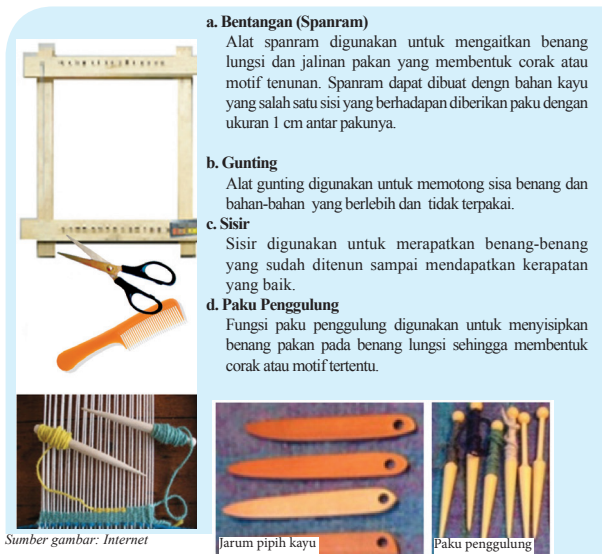 a. Bentangan (Spanram)
Alat spanram digunakan untuk mengaitkan benang
lungsi dan jalinan pakan yang membentuk corak atau
motif tenunan. Spanram dapat dibuat dengn bahan kayu
yang salah satu sisi yang berhadapan diberikan paku dengan
ukuran 1 cm antar pakunya.
b. Gunting
Alat gunting digunakan untuk memotong sisa benang dan
bahan-bahan yang berlebih dan tidak terpakai.
c. Sisir
Sisir digunakan untuk merapatkan benang-benang
yang sudah ditenun sampai mendapatkan kerapatan
yang baik.
d. Paku Penggulung
Fungsi paku penggulung digunakan untuk menyisipkan
benang pakan pada benang lungsi sehingga membentuk
corak atau motif tertentu.
Sumber gambar: Internet
Jarum pipih kayu
Paku penggulung